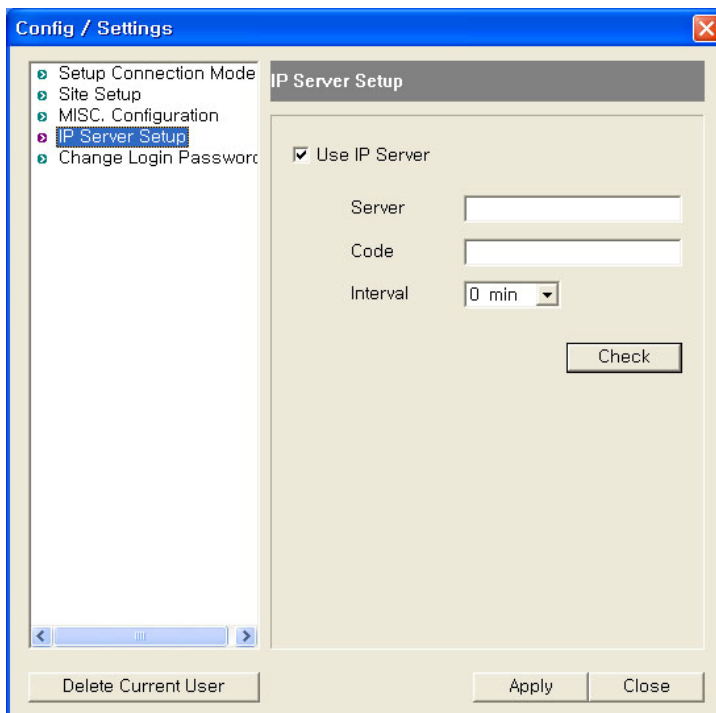 Config / Settings
Setup Connection Mode
Site Setup
MISC. Configuration
IP Server Setup
Change Login Password
IP Server Setup
Use IP Server
Server
Code
Interval
0 min
Check
Delete Current User
Apply
Close